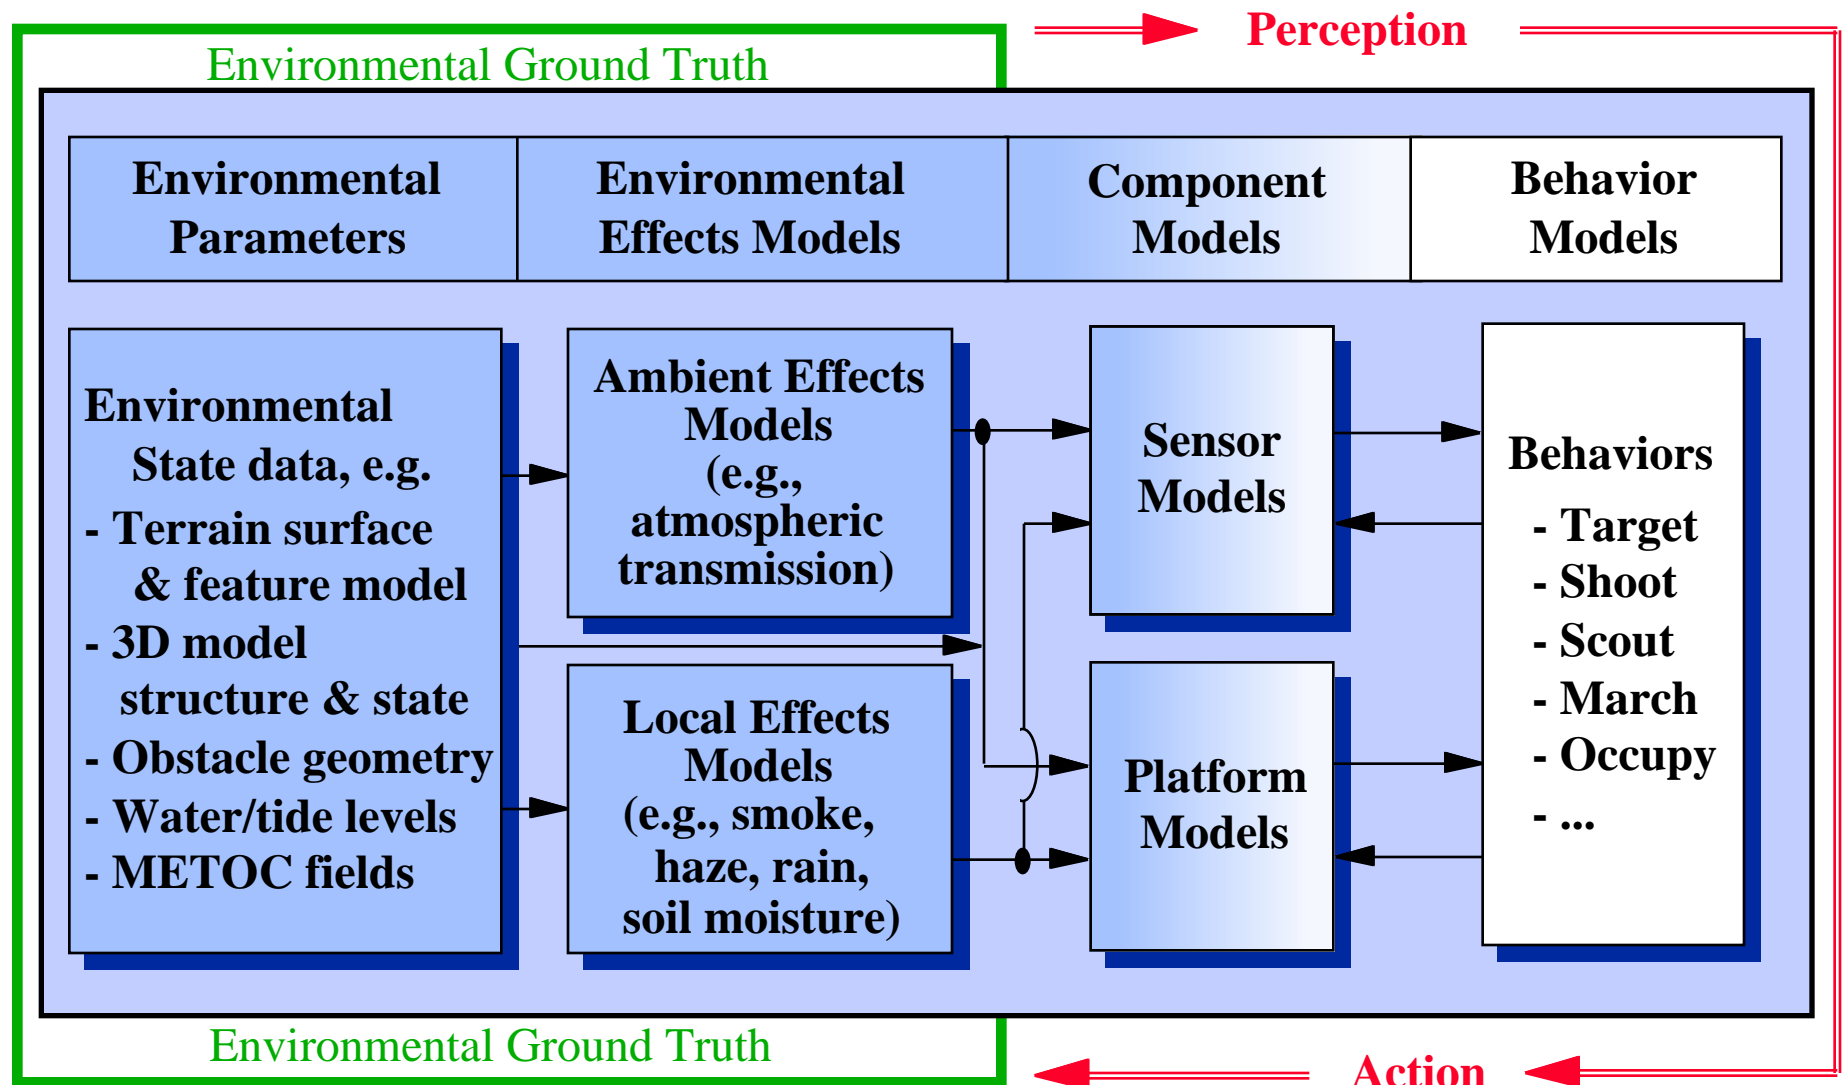 Perception
Environmental Ground Truth
Environmental
Parameters
Environmental
Effects Models
Component
Models
Behavior
Models
Environmental
State data, e.g.
- Terrain surface
& feature model
- 3D model
structure & state
- Obstacle geometry
- Water/tide levels
- METOC fields
Ambient Effects
Models
(e.g.,
atmospheric
transmission)
Local Effects
Models
(e.g., smoke,
haze, rain,
soil moisture)
Sensor
Models
Platform
Models
Behaviors
- Target
- Shoot
- Scout
- March
- Occupy
- ...
Environmental Ground Truth
Action